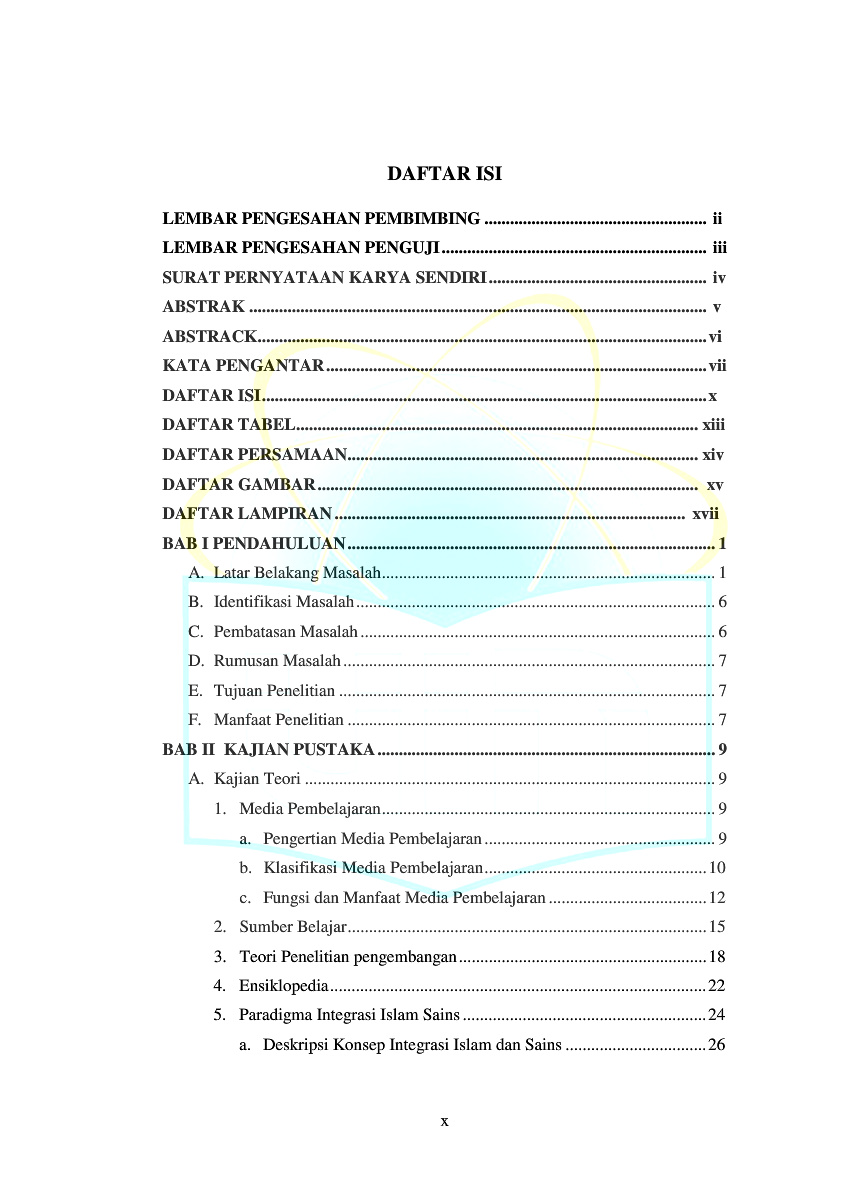 DAFTAR ISI
LEMBAR PENGESAHAN PEMBIMBING .................................................... ii
LEMBAR PENGESAHAN PENGUJI.............................................................. iii
SURAT PERNYATAAN KARYA SENDIRI................................................... iv
ABSTRAK ........................................................................................................... v
ABSTRACK.........................................................................................................vi
KATA PENGANTAR.........................................................................................vii
DAFTAR ISI........................................................................................................x
DAFTAR TABEL.............................................................................................. xiii
DAFTAR PERSAMAAN.................................................................................. xiv
DAFTAR GAMBAR......................................................................................... xv
DAFTAR LAMPIRAN.................................................................................. xvii
BAB I PENDAHULUAN...................................................................................... 1
A. Latar Belakang Masalah.............................................................................. 1
B. Identifikasi Masalah.................................................................................... 6
C. Pembatasan Masalah ................................................................................... 6
D. Rumusan Masalah....................................................................................... 7
E. Tujuan Penelitian ........................................................................................ 7
F. Manfaat Penelitian ...................................................................................... 7
BAB II KAJIAN PUSTAKA............................................................................... 9
A. Kajian Teori ................................................................................................ 9
1. Media Pembelajaran.............................................................................. 9
a. Pengertian Media Pembelajaran ...................................................... 9
b. Klasifikasi Media Pembelajaran.................................................... 10
c. Fungsi dan Manfaat Media Pembelajaran ..................................... 12
2. Sumber Belajar.................................................................................... 15
3. Teori Penelitian pengembangan.......................................................... 18
4. Ensiklopedia........................................................................................ 22
5. Paradigma Integrasi Islam Sains ......................................................... 24
a. Deskripsi Konsep Integrasi Islam dan Sains ................................. 26
x